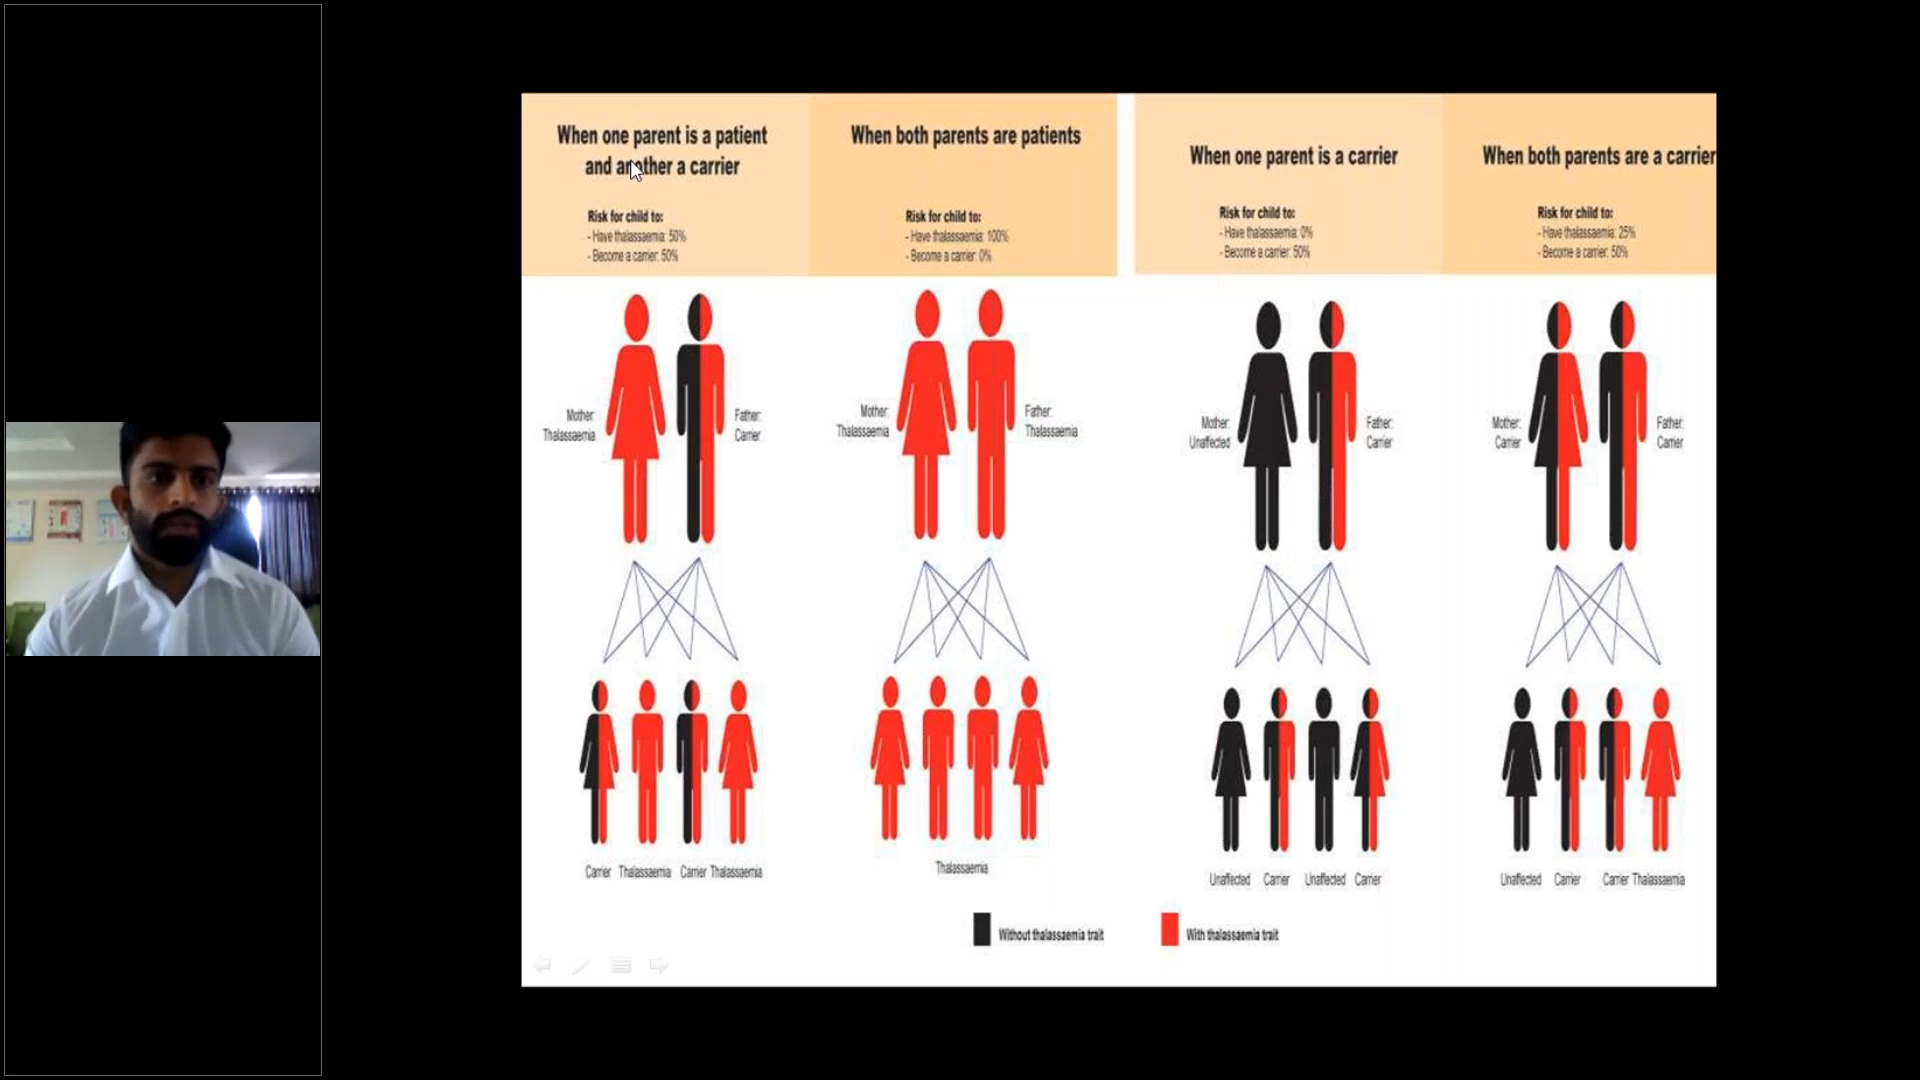 When one parent is a patient
and another a carrier
Risk for child to:
- Have thalassaemia: 50%
- Become a carrier: 50%
Mother:
Thalassaemia
Father:
Carrier
Carrier Thalassaemia Carrier Thalassaemia
When both parents are patients
Risk for child to:
- Have thalassaemia: 100%
- Become a carrier: 0%
Mother:
Thalassaemia
Father:
Thalassaemia
Thalassaemia
When one parent is a carrier
Risk for child to:
- Have thalassaemia: 0%
- Become a carrier: 50%
Mother:
Unaffected
Father:
Carrier
Unaffected Carrier Unaffected Carrier
When both parents are a carrier
Risk for child to:
- Have thalassaemia: 25%
- Become a carrier: 50%
Mother:
Carrier
Father:
Carrier
Unaffected Carrier Carrier Thalassaemia
Without thalassaemia trait
With thalassaemia trait